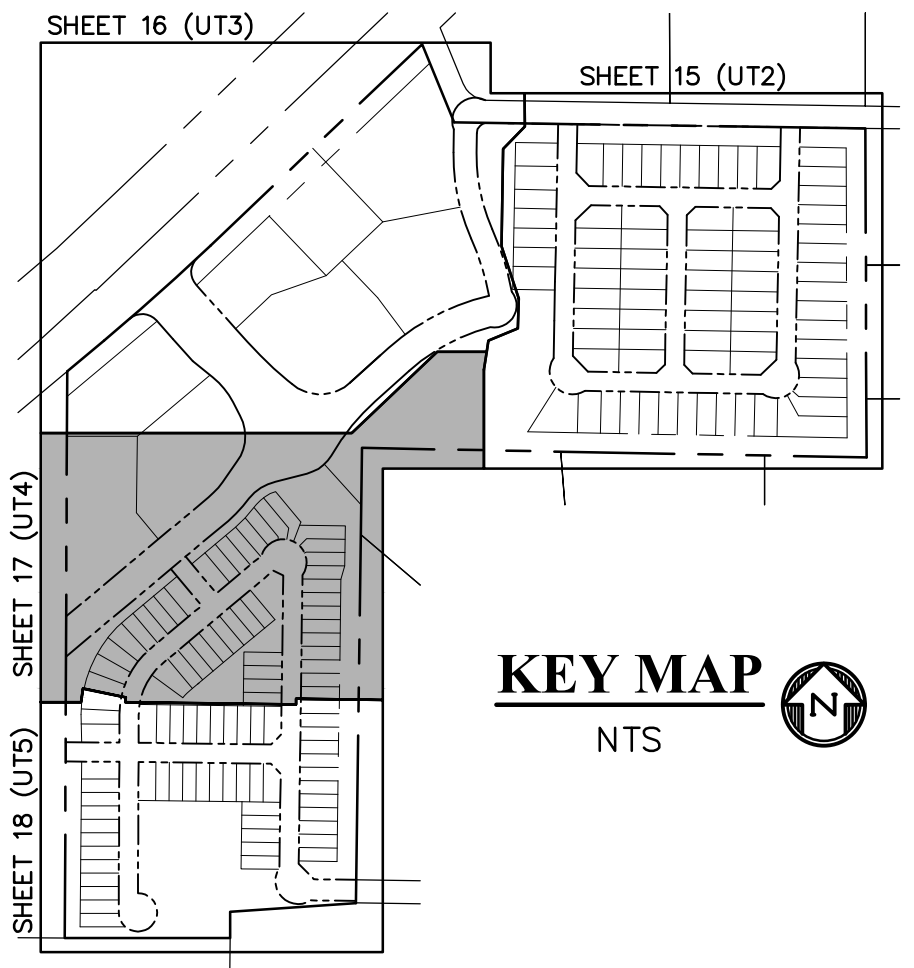 SHEET 16 (UT3)
SHEET 15 (UT2)
SHEET 17 (UT4)
KEY MAP
N
NTS
SHEET 18 (UT5)